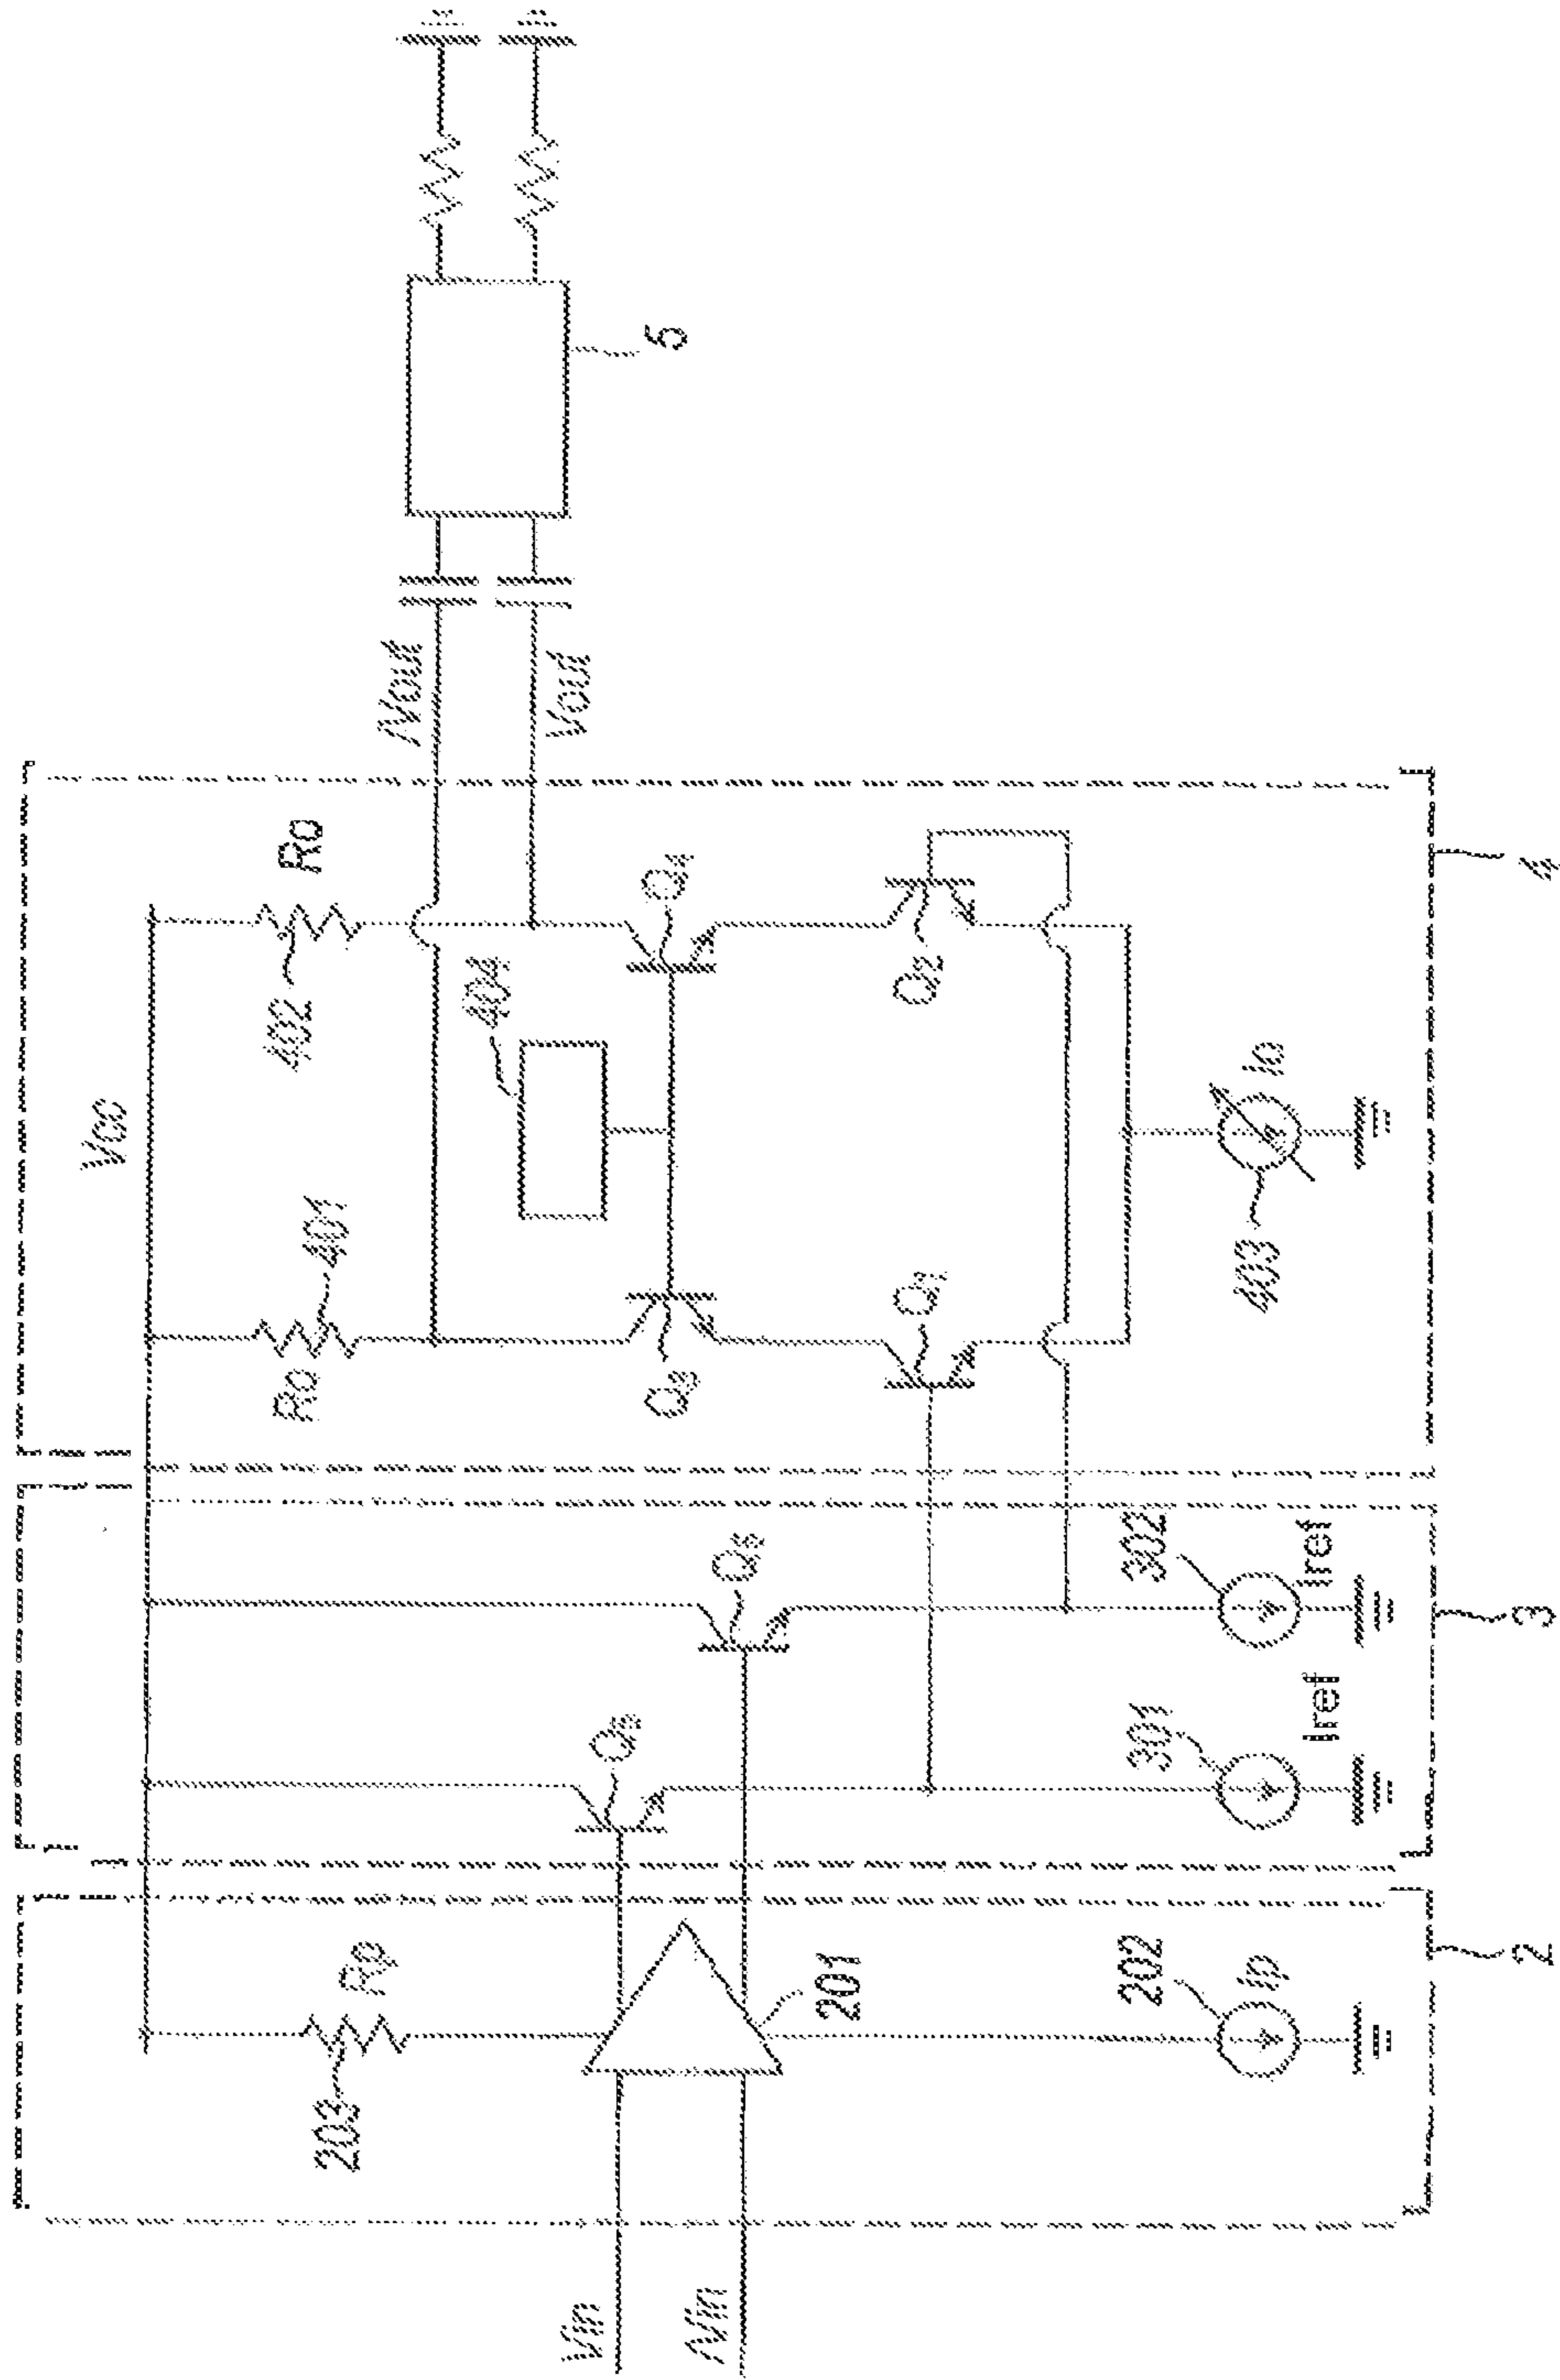 Vin
/Vin
203
Rp
201
202
Ip
2
Q5
Q6
301
Iref
302
Iref
3
Vcc
Ro
401
402
Ro
404
Q3
Q4
Q1
Q2
403
Io
4
/Vout
Vout
5